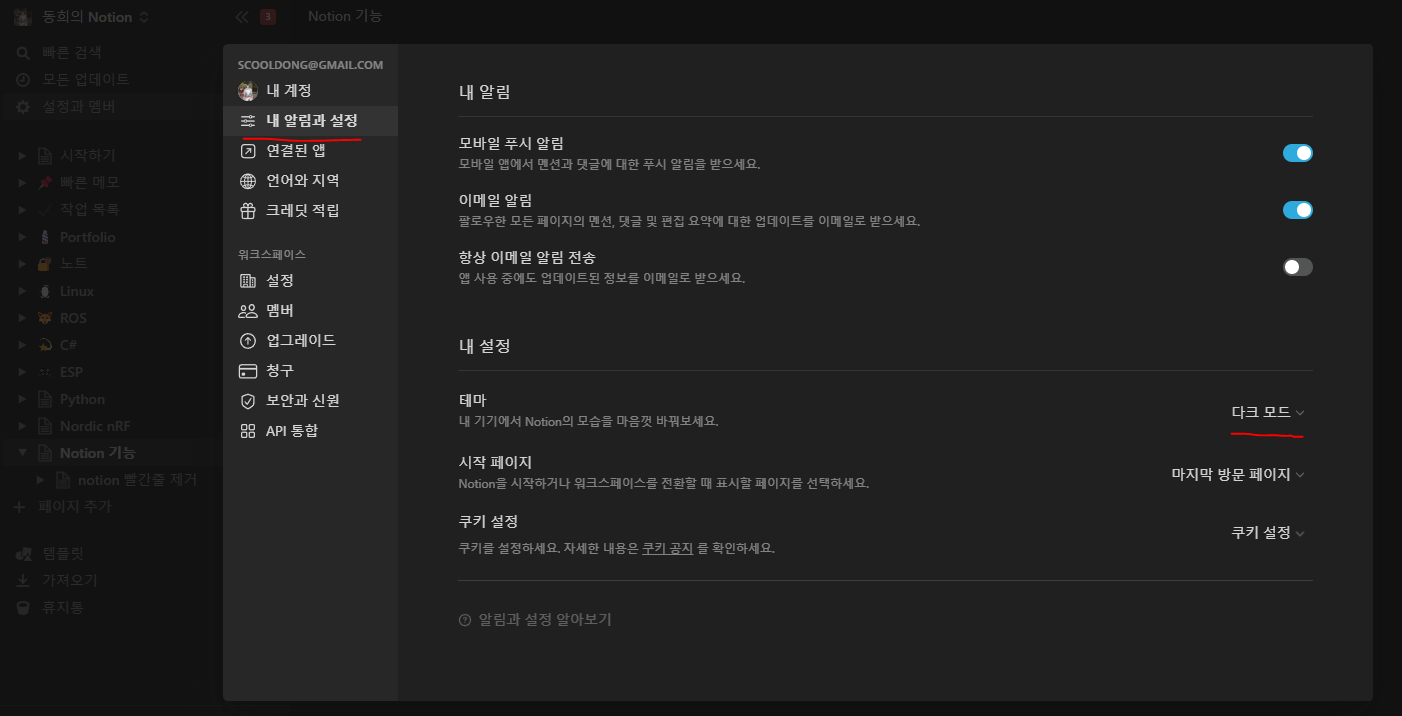 동희의 Notion
3
Notion 기능
빠른 검색
모든 업데이트
설정과 멤버
시작하기
빠른 메모
작업 목록
Portfolio
노트
Linux
ROS
C#
ESP
Python
Nordic nRF
Notion 기능
notion 빨간줄 제거
페이지 추가
템플릿
가져오기
휴지통
SCOOLDONG@GMAIL.COM
내 계정
내 알림과 설정
연결된 앱
언어와 지역
크레딧 적립
워크스페이스
설정
멤버
업그레이드
청구
보안과 신원
API 통합
내 알림
모바일 푸시 알림
모바일 앱에서 멘션과 댓글에 대한 푸시 알림을 받으세요.
이메일 알림
팔로우한 모든 페이지의 멘션, 댓글 및 편집 요약에 대한 업데이트를 이메일로 받으세요.
항상 이메일 알림 전송
앱 사용 중에도 업데이트된 정보를 이메일로 받으세요.
내 설정
테마
다크 모드
내 기기에서 Notion의 모습을 마음껏 바꿔보세요.
시작 페이지
마지막 방문 페이지
Notion을 시작하거나 워크스페이스를 전환할 때 표시할 페이지를 선택하세요.
쿠키 설정
쿠키 설정
쿠키를 설정하세요. 자세한 내용은 쿠키 공지 를 확인하세요.
알림과 설정 알아보기